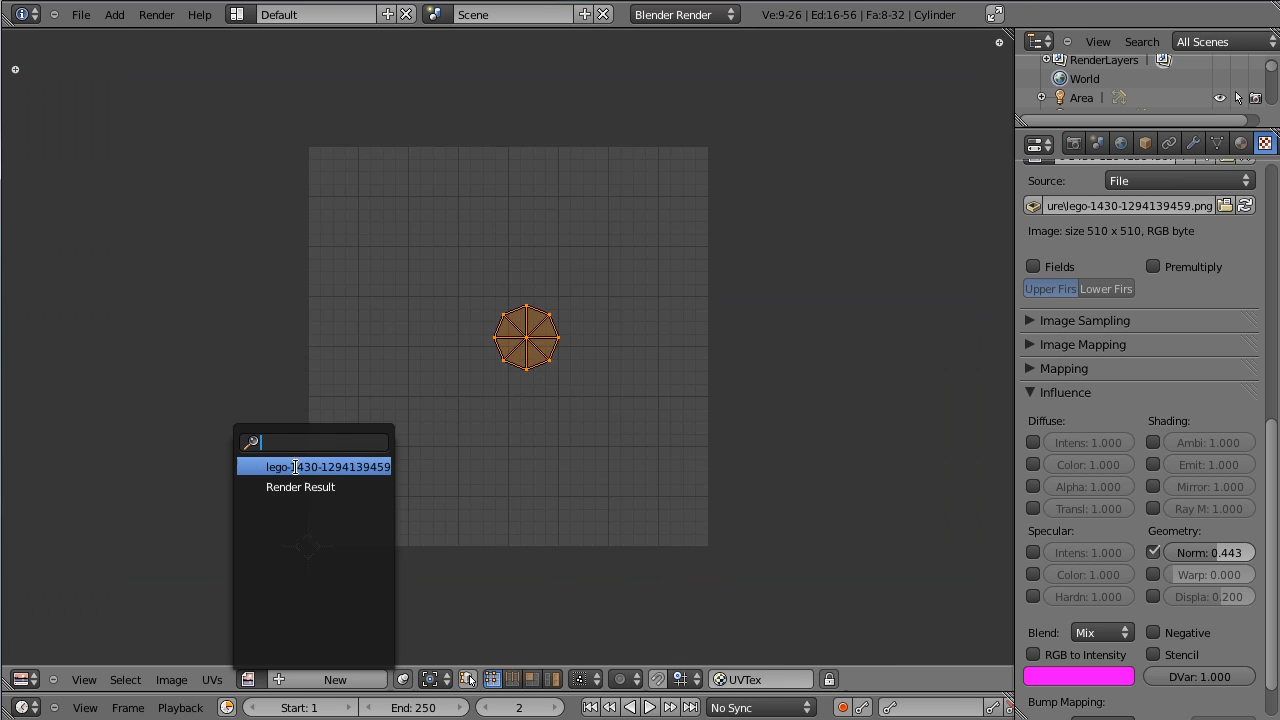 File Add Render Help Default Scene Blender Render Ve:9-26 | Ed:16-56 | Fa:8-32 | Cylinder
View Search All Scenes
RenderLayers |
World
Area |
Source: File
ure\lego-1430-1294139459.png
Image: size 510 x 510, RGB byte
Fields Premultiply
Upper Firs Lower Firs
Image Sampling
Image Mapping
Mapping
Influence
Diffuse: Shading:
Intens: 1.000 Ambi: 1.000
Color: 1.000 Emit: 1.000
Alpha: 1.000 Mirror: 1.000
Transl: 1.000 Ray M: 1.000
Specular: Geometry:
Intens: 1.000 Norm: 0.443
Color: 1.000 Warp: 0.000
Hardn: 1.000 Displa: 0.200
Blend: Mix Negative
RGB to Intensity Stencil
DVar: 1.000
Bump Mapping:
lego-1430-1294139459
Render Result
View Select Image UVs New UVTex
View Frame Playback Start: 1 End: 250 2 No Sync